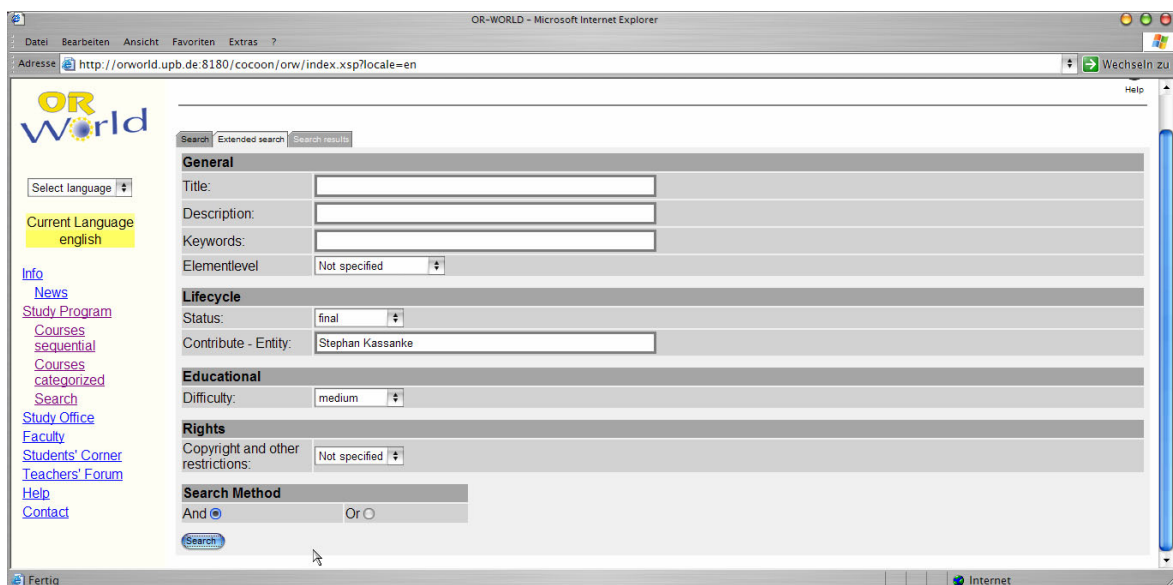 OR-WORLD - Microsoft Internet Explorer
Datei Bearbeiten Ansicht Favoriten Extras ?
Adresse http://orworld.upb.de:8180/cocoon/orw/index.xsp?locale=en Wechseln zu
Help
OR
World
Select language
Current Language
english
Info
News
Study Program
Courses
sequential
Courses
categorized
Search
Study Office
Faculty
Students' Corner
Teachers' Forum
Help
Contact
Search Extended search Search results
General
Title:
Description:
Keywords:
Elementlevel Not specified
Lifecycle
Status: final
Contribute - Entity: Stephan Kassanke
Educational
Difficulty: medium
Rights
Copyright and other
restrictions: Not specified
Search Method
And Or
Search
Fertig Internet